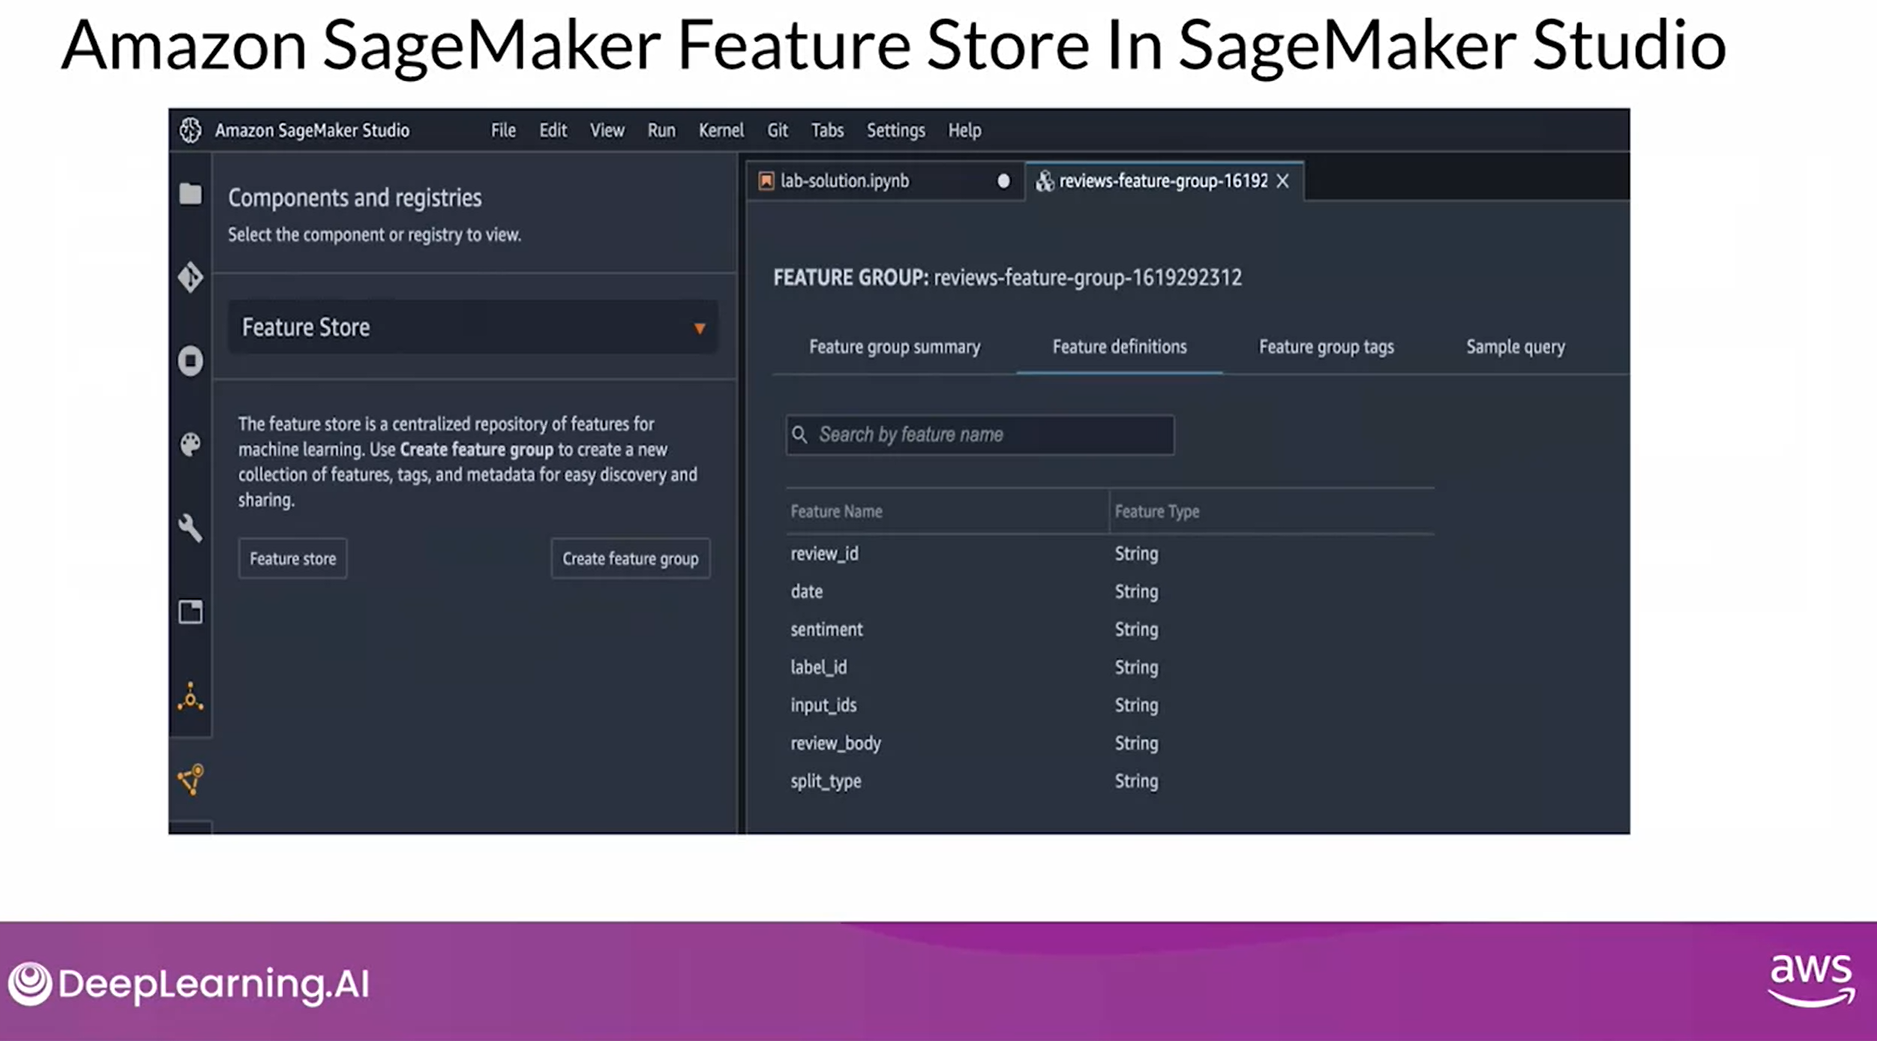 Amazon SageMaker Feature Store In SageMaker Studio
Amazon SageMaker Studio File Edit View Run Kernel Git Tabs Settings Help
Components and registries
Select the component or registry to view.
Feature Store
The feature store is a centralized repository of features for
machine learning. Use Create feature group to create a new
collection of features, tags, and metadata for easy discovery and
sharing.
Feature store Create feature group
lab-solution.ipynb reviews-feature-group-16192
FEATURE GROUP: reviews-feature-group-1619292312
Feature group summary Feature definitions Feature group tags Sample query
Search by feature name
Feature Name Feature Type
review_id String
date String
sentiment String
label_id String
input_ids String
review_body String
split_type String
DeepLearning.AI
aws